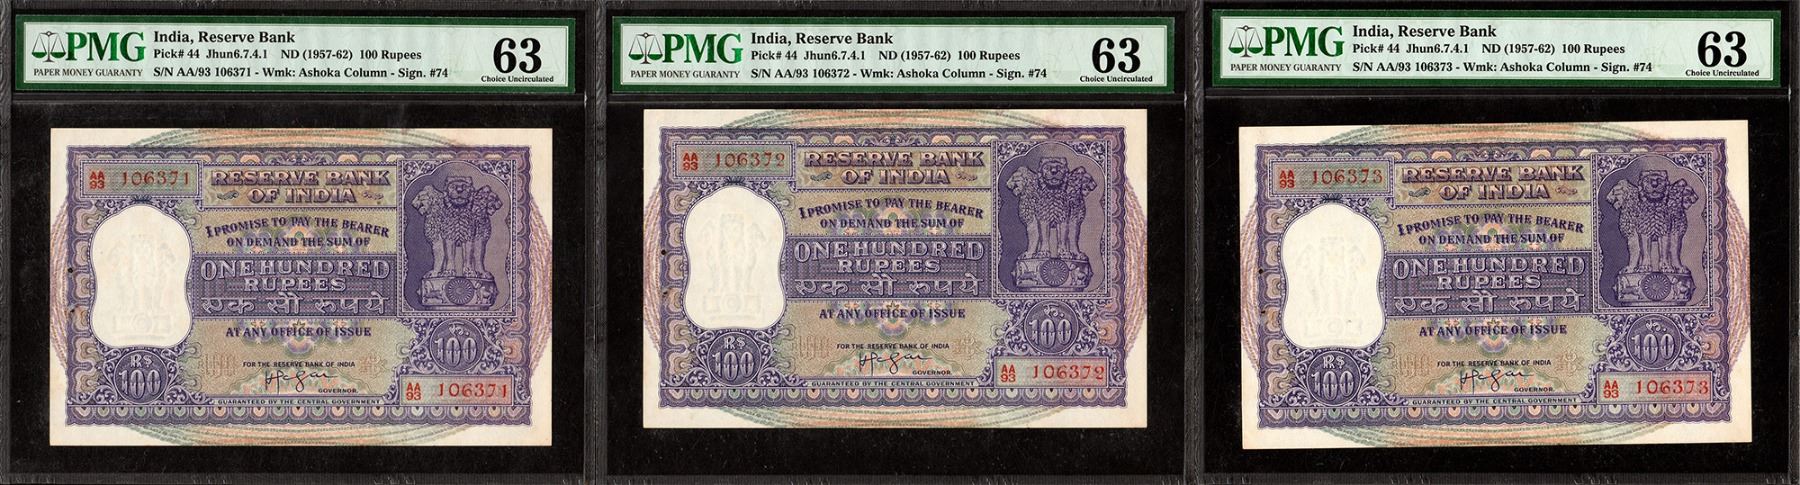 PMG
PAPER MONEY GUARANTY
India, Reserve Bank
Pick# 44 Jhun6.7.4.1 ND (1957-62) 100 Rupees
S/N AA/93 106371 - Wmk: Ashoka Column - Sign. #74
63
Choice Uncirculated
AA
93 106371
RESERVE BANK
OF INDIA
I PROMISE TO PAY THE BEARER
ON DEMAND THE SUM OF
ONE HUNDRED
RUPEES
एक सौ रूपये
AT ANY OFFICE OF ISSUE
RS
100
FOR THE RESERVE BANK OF INDIA
GOVERNOR
100
AA
93 106371
GUARANTEED BY THE CENTRAL GOVERNMENT
PMG
PAPER MONEY GUARANTY
India, Reserve Bank
Pick# 44 Jhun6.7.4.1 ND (1957-62) 100 Rupees
S/N AA/93 106372 - Wmk: Ashoka Column - Sign. #74
63
Choice Uncirculated
AA
93 106372
RESERVE BANK
OF INDIA
I PROMISE TO PAY THE BEARER
ON DEMAND THE SUM OF
ONE HUNDRED
RUPEES
एक सौ रूपये
AT ANY OFFICE OF ISSUE
RS
100
FOR THE RESERVE BANK OF INDIA
GOVERNOR
100
AA
93 106372
GUARANTEED BY THE CENTRAL GOVERNMENT
PMG
PAPER MONEY GUARANTY
India, Reserve Bank
Pick# 44 Jhun6.7.4.1 ND (1957-62) 100 Rupees
S/N AA/93 106373 - Wmk: Ashoka Column - Sign. #74
63
Choice Uncirculated
AA
93 106373
RESERVE BANK
OF INDIA
I PROMISE TO PAY THE BEARER
ON DEMAND THE SUM OF
ONE HUNDRED
RUPEES
एक सौ रूपये
AT ANY OFFICE OF ISSUE
RS
100
FOR THE RESERVE BANK OF INDIA
GOVERNOR
100
AA
93 106373
GUARANTEED BY THE CENTRAL GOVERNMENT